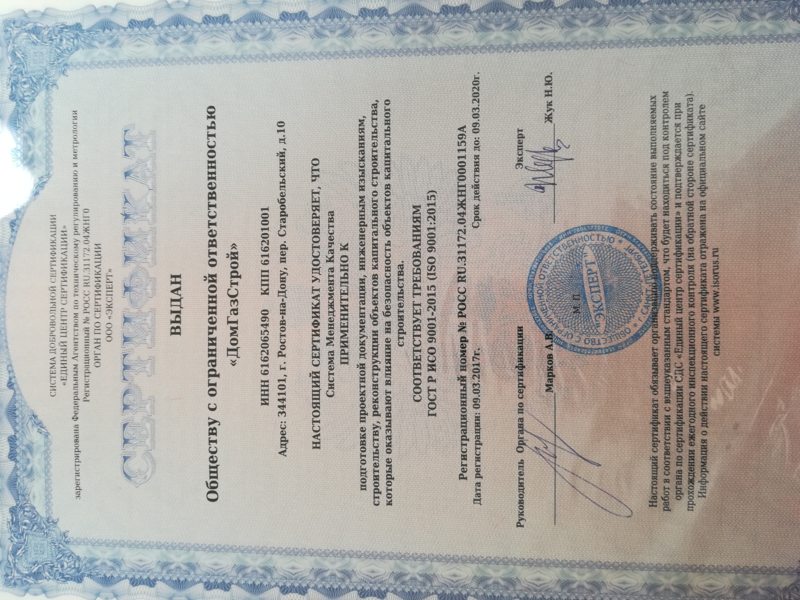 СИСТЕМА ДОБРОВОЛЬНОЙ СЕРТИФИКАЦИИ
«ЕДИНЫЙ ЦЕНТР СЕРТИФИКАЦИИ»
зарегистрирована Федеральным Агентством по техническому регулированию и метрологии
Регистрационный № РОСС RU.31172.04ЖНГ0
ОРГАН ПО СЕРТИФИКАЦИИ
ООО «ЭКСПЕРТ»
СЕРТИФИКАТ
ВЫДАН
Обществу с ограниченной ответственностью
«ДомГазСтрой»
ИНН 6162065490 КПП 616201001
Адрес: 344101, г. Ростов-на-Дону, пер. Старобельский, д.10
НАСТОЯЩИЙ СЕРТИФИКАТ УДОСТОВЕРЯЕТ, ЧТО
Система Менеджмента Качества
ПРИМЕНИТЕЛЬНО К
подготовке проектной документации, инженерным изысканиям,
строительству, реконструкции объектов капитального строительства,
которые оказывают влияние на безопасность объектов капитального
строительства.
СООТВЕТСТВУЕТ ТРЕБОВАНИЯМ
ГОСТ Р ИСО 9001-2015 (ISO 9001:2015)
Регистрационный номер № РОСС RU.31172.04ЖНГ0001159А
Дата регистрации: 09.03.2017г. Срок действия до: 09.03.2020г.
Руководитель Органа по сертификации Эксперт
Марков А.В. М.П. Жук Н.Ю.
"ЭКСПЕРТ"
Настоящий сертификат обязывает организацию поддерживать состояние выполняемых
работ в соответствии с вышеуказанным стандартом, что будет находиться под контролем
органа по сертификации СДС «Единый центр сертификации» и подтверждается при
прохождении ежегодного инспекционного контроля (на обратной стороне сертификата).
Информация о действии настоящего сертификата отражена на официальном сайте
системы www.isorus.ru